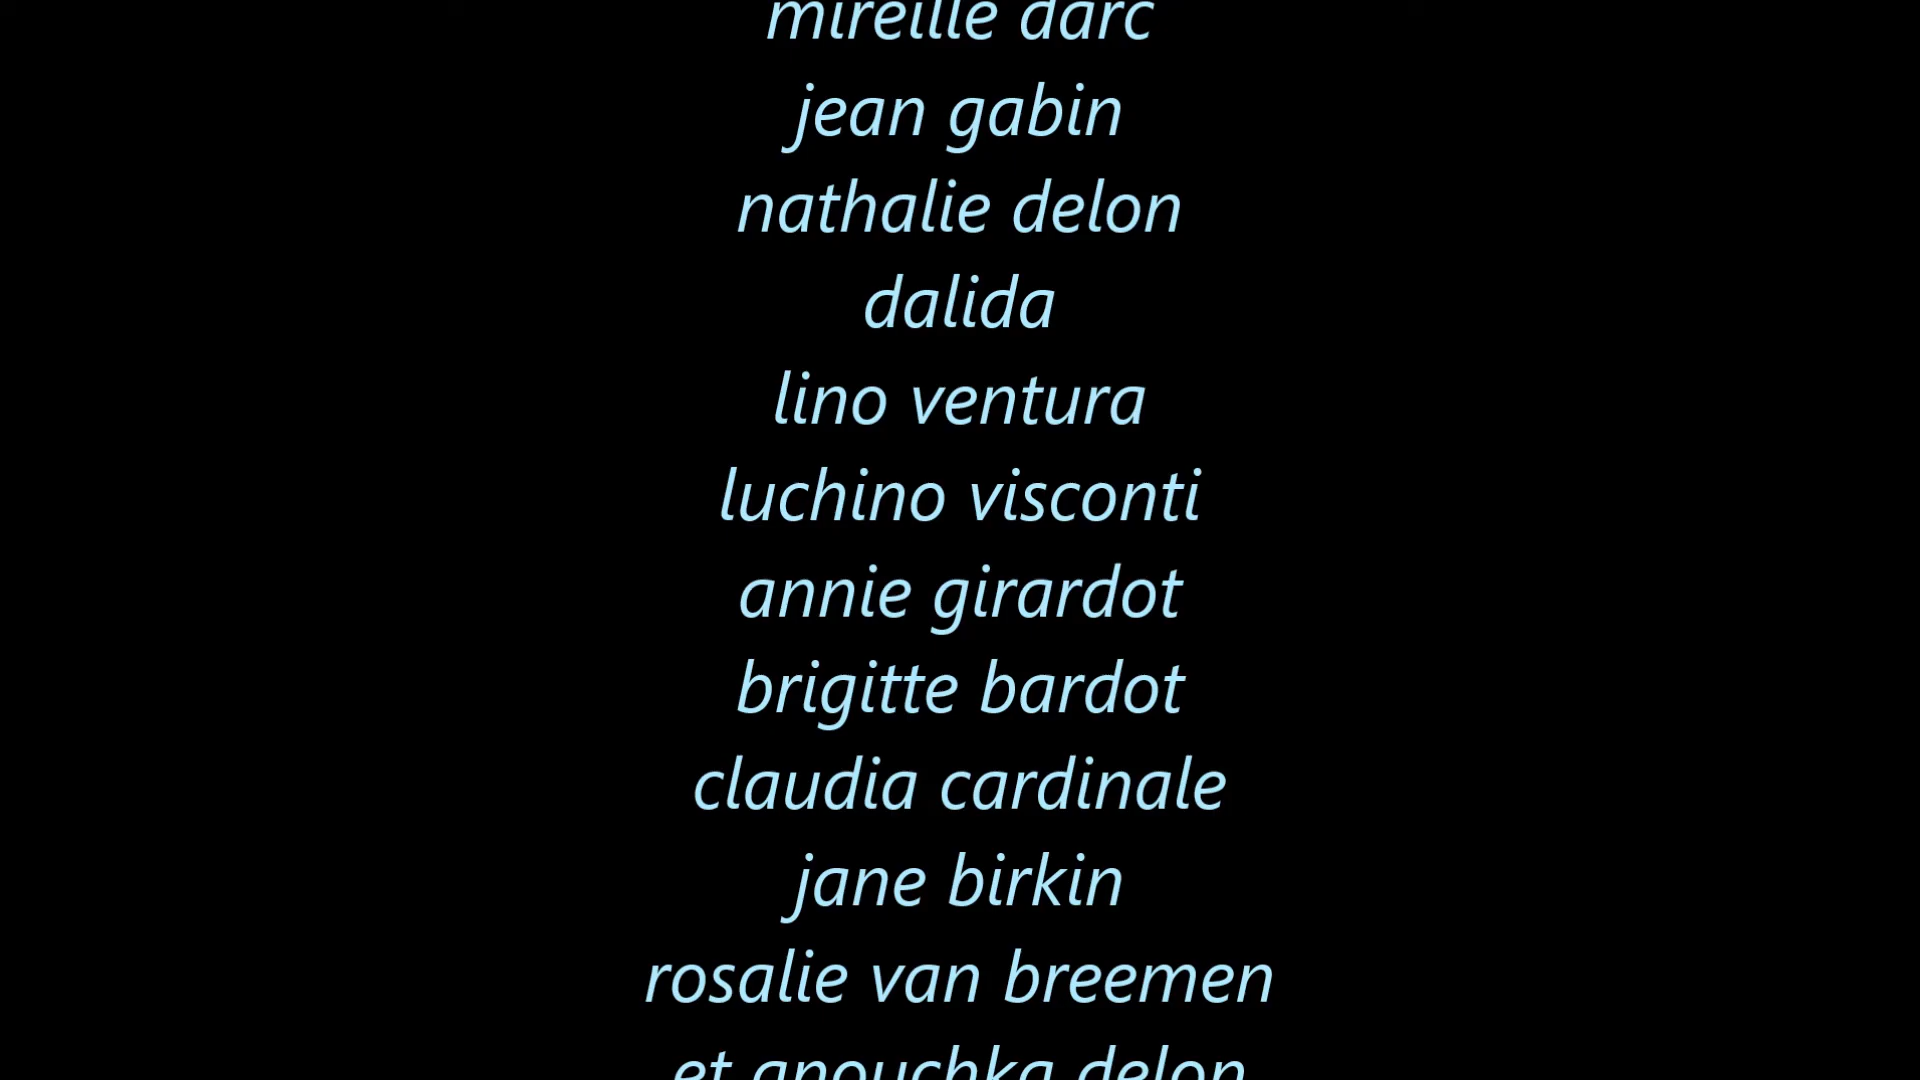 mireille darc
jean gabin
nathalie delon
dalida
lino ventura
luchino visconti
annie girardot
brigitte bardot
claudia cardinale
jane birkin
rosalie van breemen
et anouchka delon